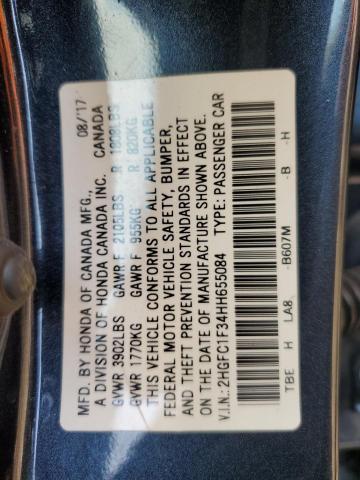 MFD. BY HONDA OF CANADA MFG., 08/'17
A DIVISION OF HONDA CANADA INC. CANADA
GVWR 3902LBS GAWR F 2105LBS R 1808LBS
GVWR 1770KG GAWR F 955KG R 820KG
THIS VEHICLE CONFORMS TO ALL APPLICABLE
FEDERAL MOTOR VEHICLE SAFETY, BUMPER,
AND THEFT PREVENTION STANDARDS IN EFFECT
ON THE DATE OF MANUFACTURE SHOWN ABOVE.
V.I.N.: 2HGFC1F34HH655084 TYPE: PASSENGER CAR
TBE H LA8 -B607M -B -H